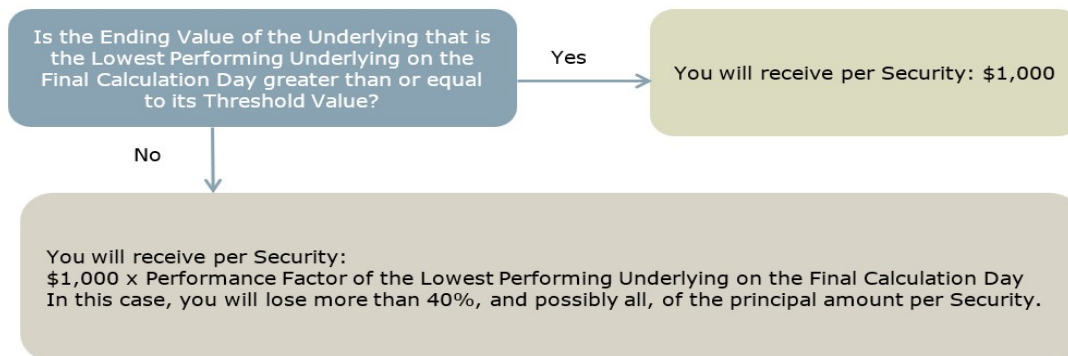 Is the Ending Value of the Underlying that is
the Lowest Performing Underlying on the
Final Calculation Day greater than or equal
to its Threshold Value?
Yes
You will receive per Security: $1,000
No
You will receive per Security:
$1,000 x Performance Factor of the Lowest Performing Underlying on the Final Calculation Day
In this case, you will lose more than 40%, and possibly all, of the principal amount per Security.